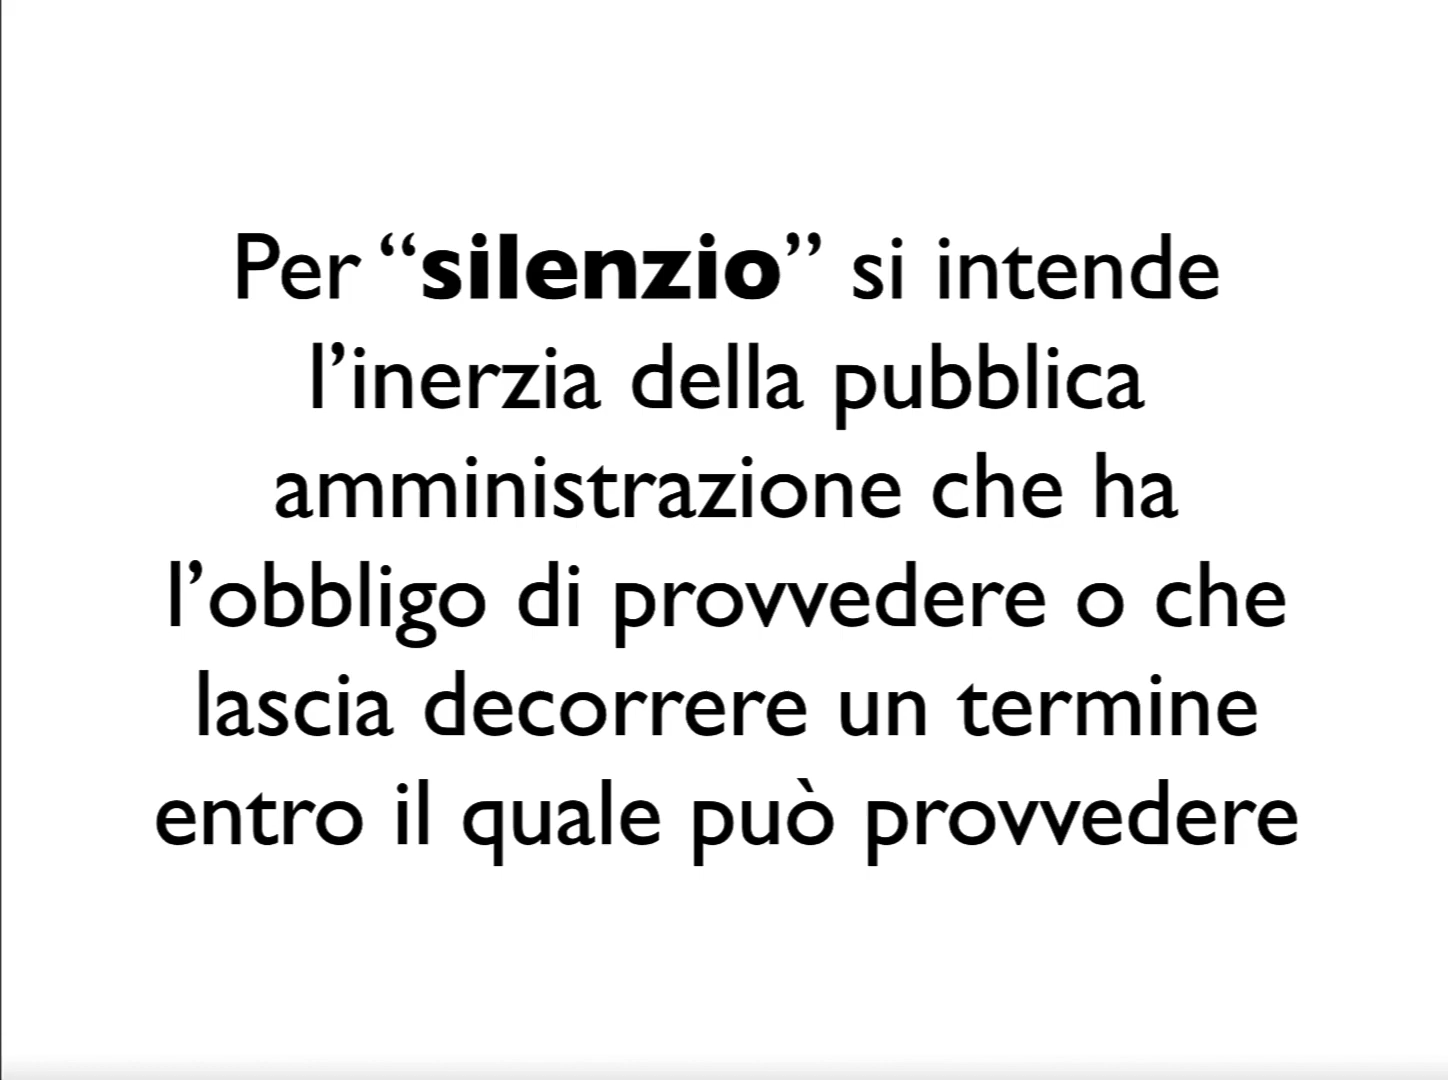 Per “silenzio” si intende
l’inerzia della pubblica
amministrazione che ha
l’obbligo di provvedere o che
lascia decorrere un termine
entro il quale può provvedere